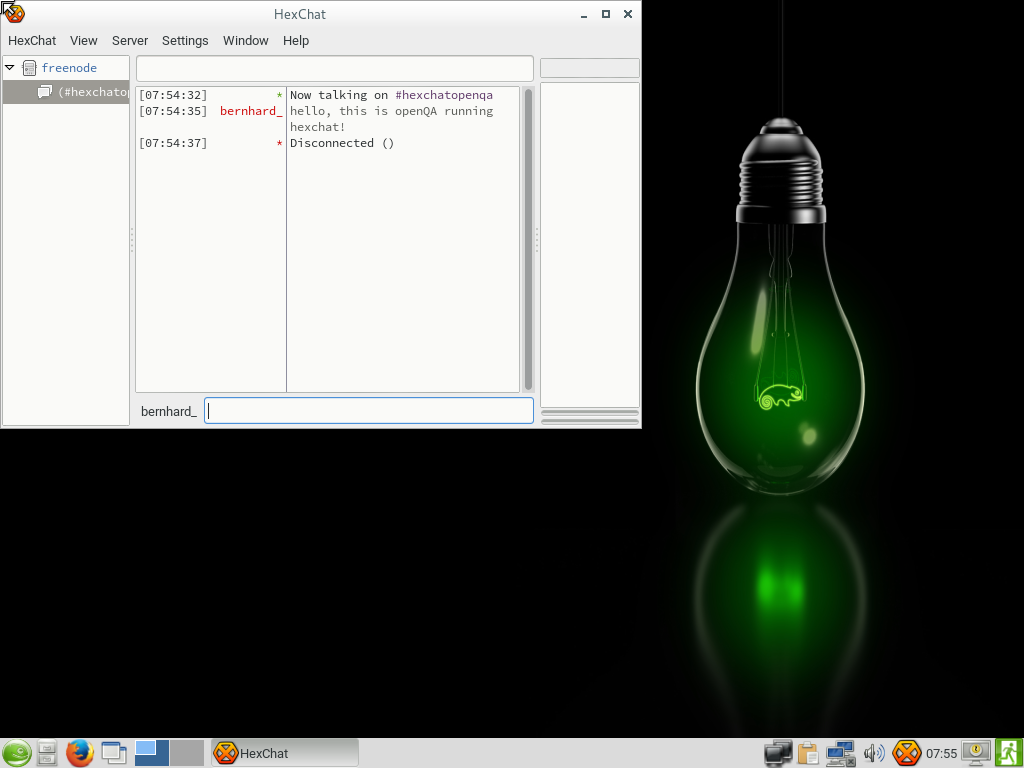 HexChat
HexChat View Server Settings Window Help
freenode
(#hexchatop
[07:54:32] * Now talking on #hexchatopenqa
[07:54:35] bernhard_ hello, this is openQA running
hexchat!
[07:54:37] * Disconnected ()
bernhard_
HexChat 07:55